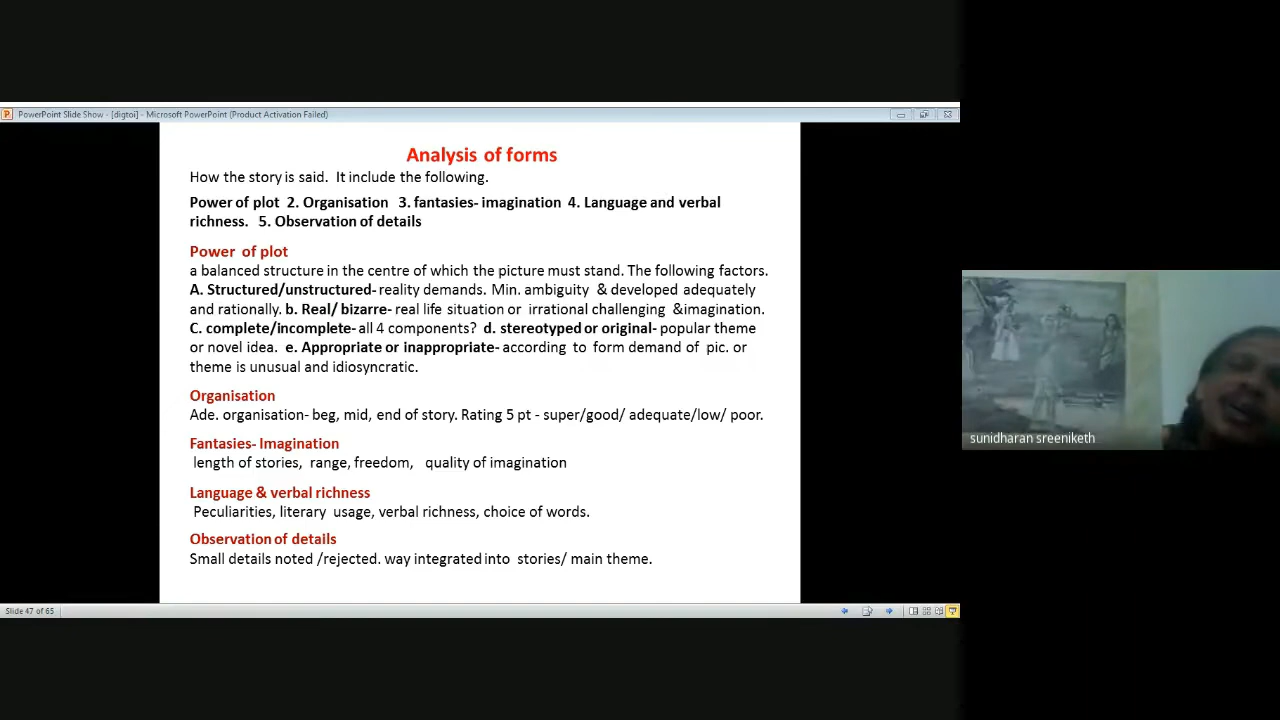 PowerPoint Slide Show - [digtoi] - Microsoft PowerPoint (Product Activation Failed)
Analysis of forms
How the story is said. It include the following.
Power of plot 2. Organisation 3. fantasies- imagination 4. Language and verbal
richness. 5. Observation of details
Power of plot
a balanced structure in the centre of which the picture must stand. The following factors.
A. Structured/unstructured- reality demands. Min. ambiguity & developed adequately
and rationally. b. Real/ bizarre- real life situation or irrational challenging &imagination.
C. complete/incomplete- all 4 components? d. stereotyped or original- popular theme
or novel idea. e. Appropriate or inappropriate- according to form demand of pic. or
theme is unusual and idiosyncratic.
Organisation
Ade. organisation- beg, mid, end of story. Rating 5 pt - super/good/ adequate/low/ poor.
Fantasies- Imagination
length of stories, range, freedom, quality of imagination
Language & verbal richness
Peculiarities, literary usage, verbal richness, choice of words.
Observation of details
Small details noted /rejected. way integrated into stories/ main theme.
Slide 47 of 65
sunidharan sreeniketh